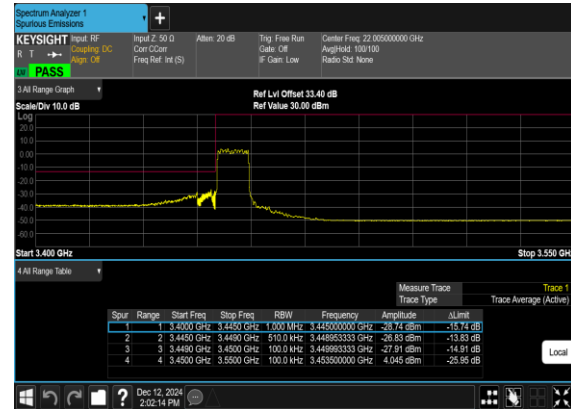 Spectrum Analyzer 1
Spurious Emissions
+
KEYSIGHT Input: RF Input Z: 50 Ω Atten: 20 dB Trig: Free Run Center Freq: 22.005000000 GHz
R T Coupling: DC Corr CCorr Gate: Off Avg|Hold: 100/100
Align: Off Freq Ref: Int (S) IF Gain: Low Radio Std: None
LU PASS
3 All Range Graph
Ref Lvl Offset 33.40 dB
Scale/Div 10.0 dB Ref Value 30.00 dBm
Log
20.0
10.0
0.00
-10.0
-20.0
-30.0
-40.0
-50.0
-60.0
Start 3.400 GHz Stop 3.550 GH
4 All Range Table
Measure Trace Trace 1
Trace Type Trace Average (Active)
Spur Range Start Freq Stop Freq RBW Frequency Amplitude ΔLimit
1 1 3.4000 GHz 3.4450 GHz 1.000 MHz 3.445000000 GHz -28.74 dBm -15.74 dB
2 2 3.4450 GHz 3.4490 GHz 510.0 kHz 3.448953333 GHz -26.83 dBm -13.83 dB
3 3 3.4490 GHz 3.4500 GHz 100.0 kHz 3.449993333 GHz -27.91 dBm -14.91 dB
4 4 3.4500 GHz 3.5500 GHz 100.0 kHz 3.453500000 GHz 4.045 dBm -25.95 dB
Local
? Dec 12, 2024
2:02:14 PM